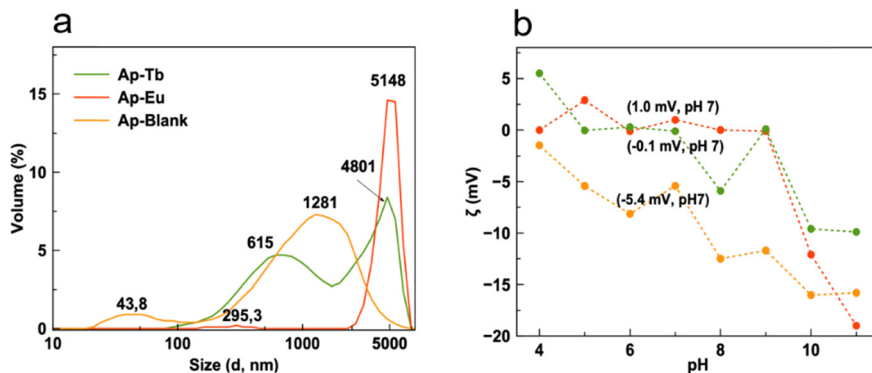 a
Volume (%)
15
10
5
0
10
100
1000
5000
Size (d, nm)
Ap-Tb
Ap-Eu
Ap-Blank
5148
4801
1281
615
43,8
295,3
b
ζ (mV)
5
0
−5
−10
−15
−20
4
6
8
10
pH
(1.0 mV, pH 7)
(-0.1 mV, pH 7)
(-5.4 mV, pH7)